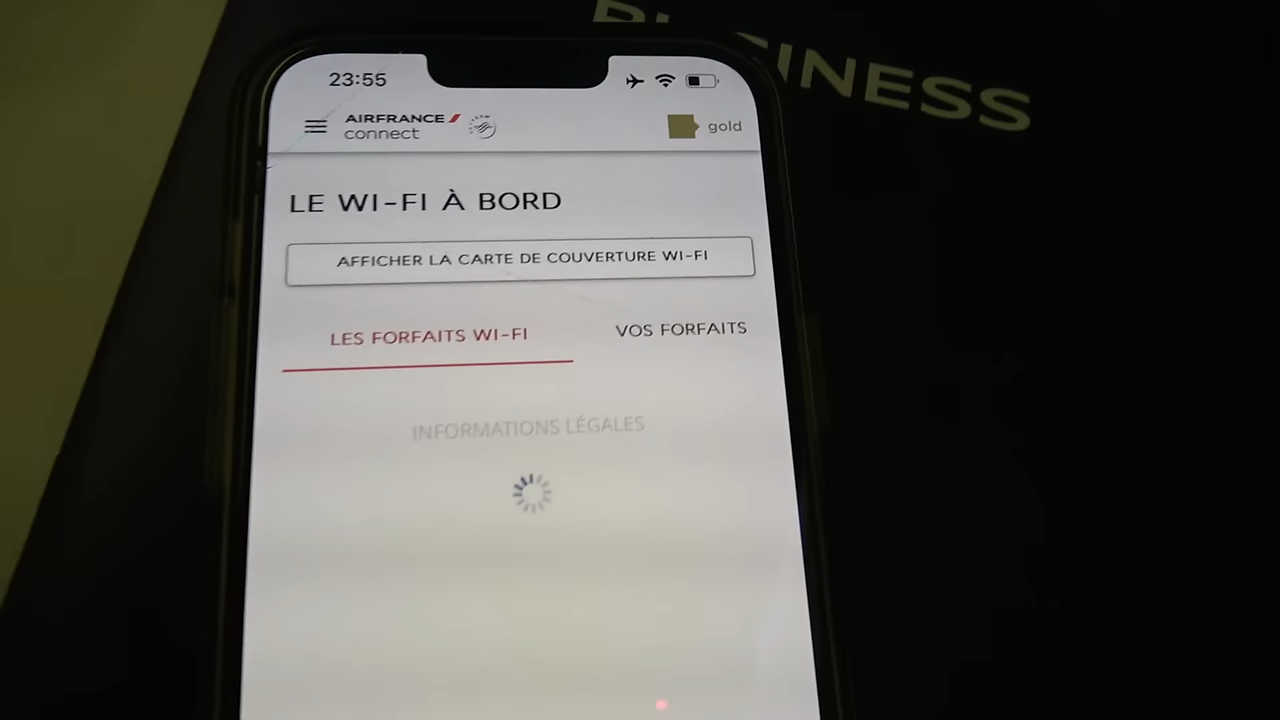 BUSINESS
23:55
AIRFRANCE
connect
gold
LE WI-FI À BORD
AFFICHER LA CARTE DE COUVERTURE WI-FI
LES FORFAITS WI-FI
VOS FORFAITS
INFORMATIONS LÉGALES